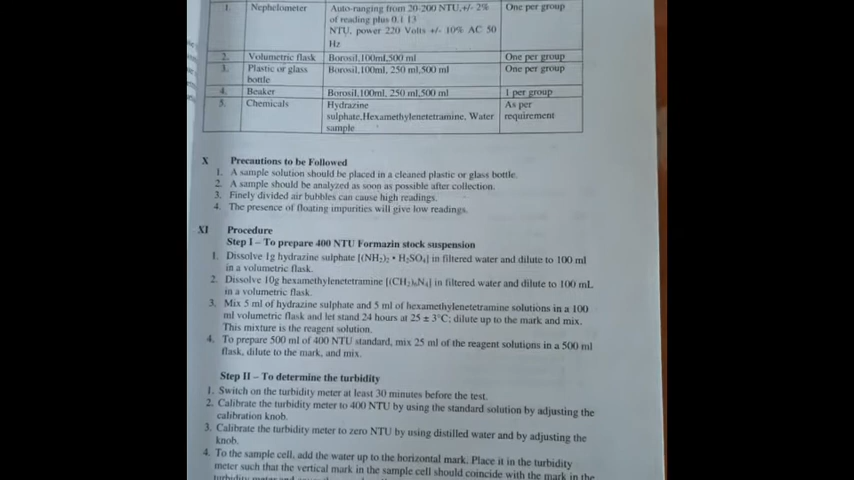 1. Nephelometer Auto-ranging from 20-200 NTU,+/- 2% One per group
of reading plus 0.1 13
NTU, power 220 Volts +/- 10% AC 50
Hz
2. Volumetric flask Borosil,100ml,500 ml One per group
3. Plastic or glass Borosil,100ml, 250 ml,500 ml One per group
bottle
4. Beaker Borosil,100ml, 250 ml,500 ml 1 per group
5. Chemicals Hydrazine As per
sulphate,Hexamethylenetetramine, Water requirement
sample
X Precautions to be Followed
1. A sample solution should be placed in a cleaned plastic or glass bottle.
2. A sample should be analyzed as soon as possible after collection.
3. Finely divided air bubbles can cause high readings.
4. The presence of floating impurities will give low readings.
XI Procedure
Step I – To prepare 400 NTU Formazin stock suspension
1. Dissolve 1g hydrazine sulphate [(NH₂)₂ • H₂SO₄] in filtered water and dilute to 100 ml
in a volumetric flask.
2. Dissolve 10g hexamethylenetetramine [(CH₂)₆N₄] in filtered water and dilute to 100 mL
in a volumetric flask.
3. Mix 5 ml of hydrazine sulphate and 5 ml of hexamethylenetetramine solutions in a 100
ml volumetric flask and let stand 24 hours at 25 ± 3°C; dilute up to the mark and mix.
This mixture is the reagent solution.
4. To prepare 500 ml of 400 NTU standard, mix 25 ml of the reagent solutions in a 500 ml
flask, dilute to the mark, and mix.
Step II – To determine the turbidity
1. Switch on the turbidity meter at least 30 minutes before the test.
2. Calibrate the turbidity meter to 400 NTU by using the standard solution by adjusting the
calibration knob.
3. Calibrate the turbidity meter to zero NTU by using distilled water and by adjusting the
knob.
4. To the sample cell, add the water up to the horizontal mark. Place it in the turbidity
meter such that the vertical mark in the sample cell should coincide with the mark in the
turbidity meter and